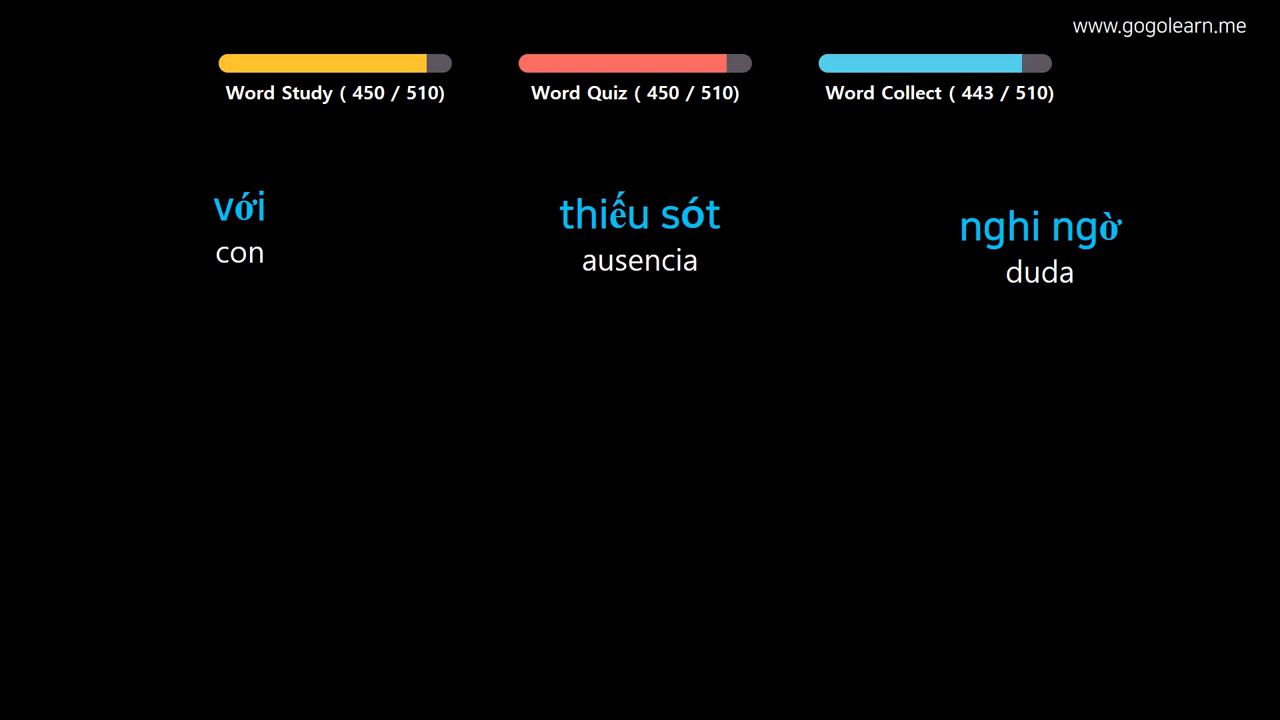 www.gogolearn.me
Word Study ( 450 / 510)
Word Quiz ( 450 / 510)
Word Collect ( 443 / 510)
với
con
thiếu sót
ausencia
nghi ngờ
duda